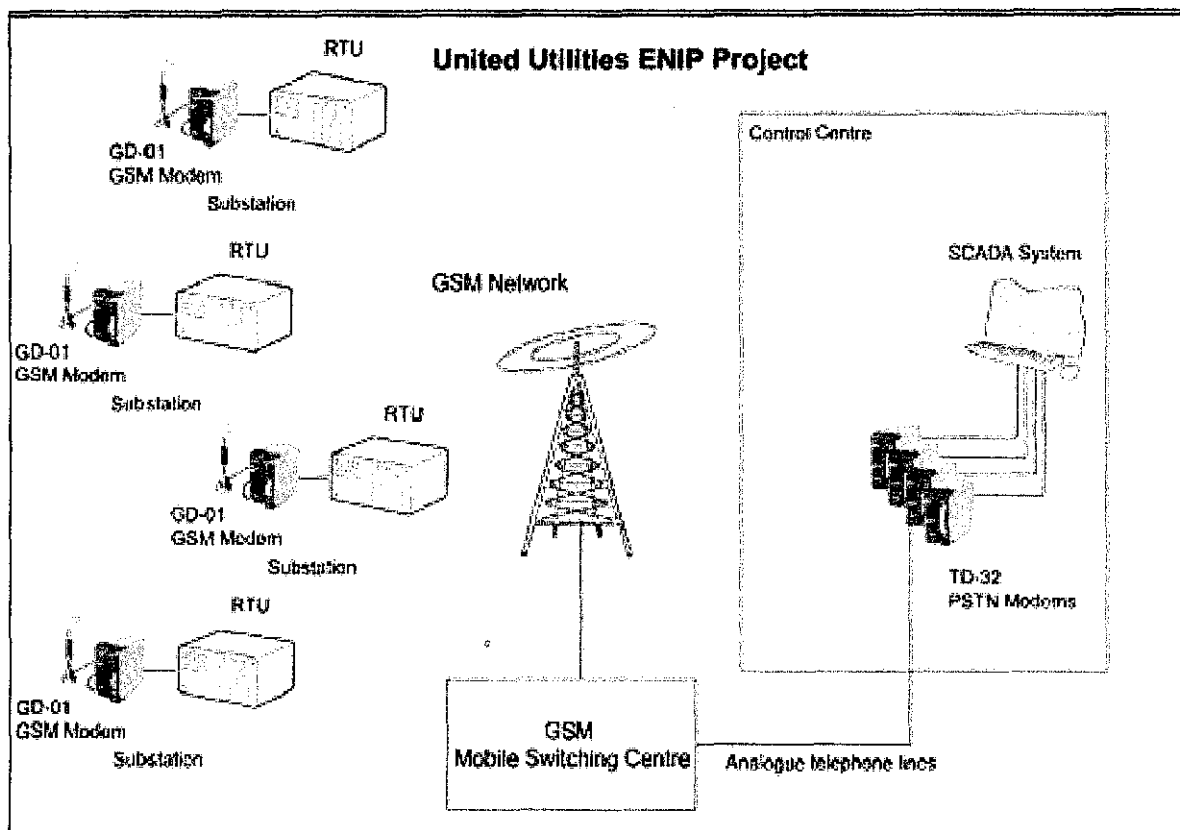 United Utilities ENIP Project
RTU
GD-01
GSM Modem
Substation
RTU
GD-01
GSM Modem
Substation
RTU
GD-01
GSM Modem
Substation
RTU
GD-01
GSM Modem
Substation
GSM Network
GSM
Mobile Switching Centre
Analogue telephone lines
Control Centre
SCADA System
TD-32
PSTN Modems